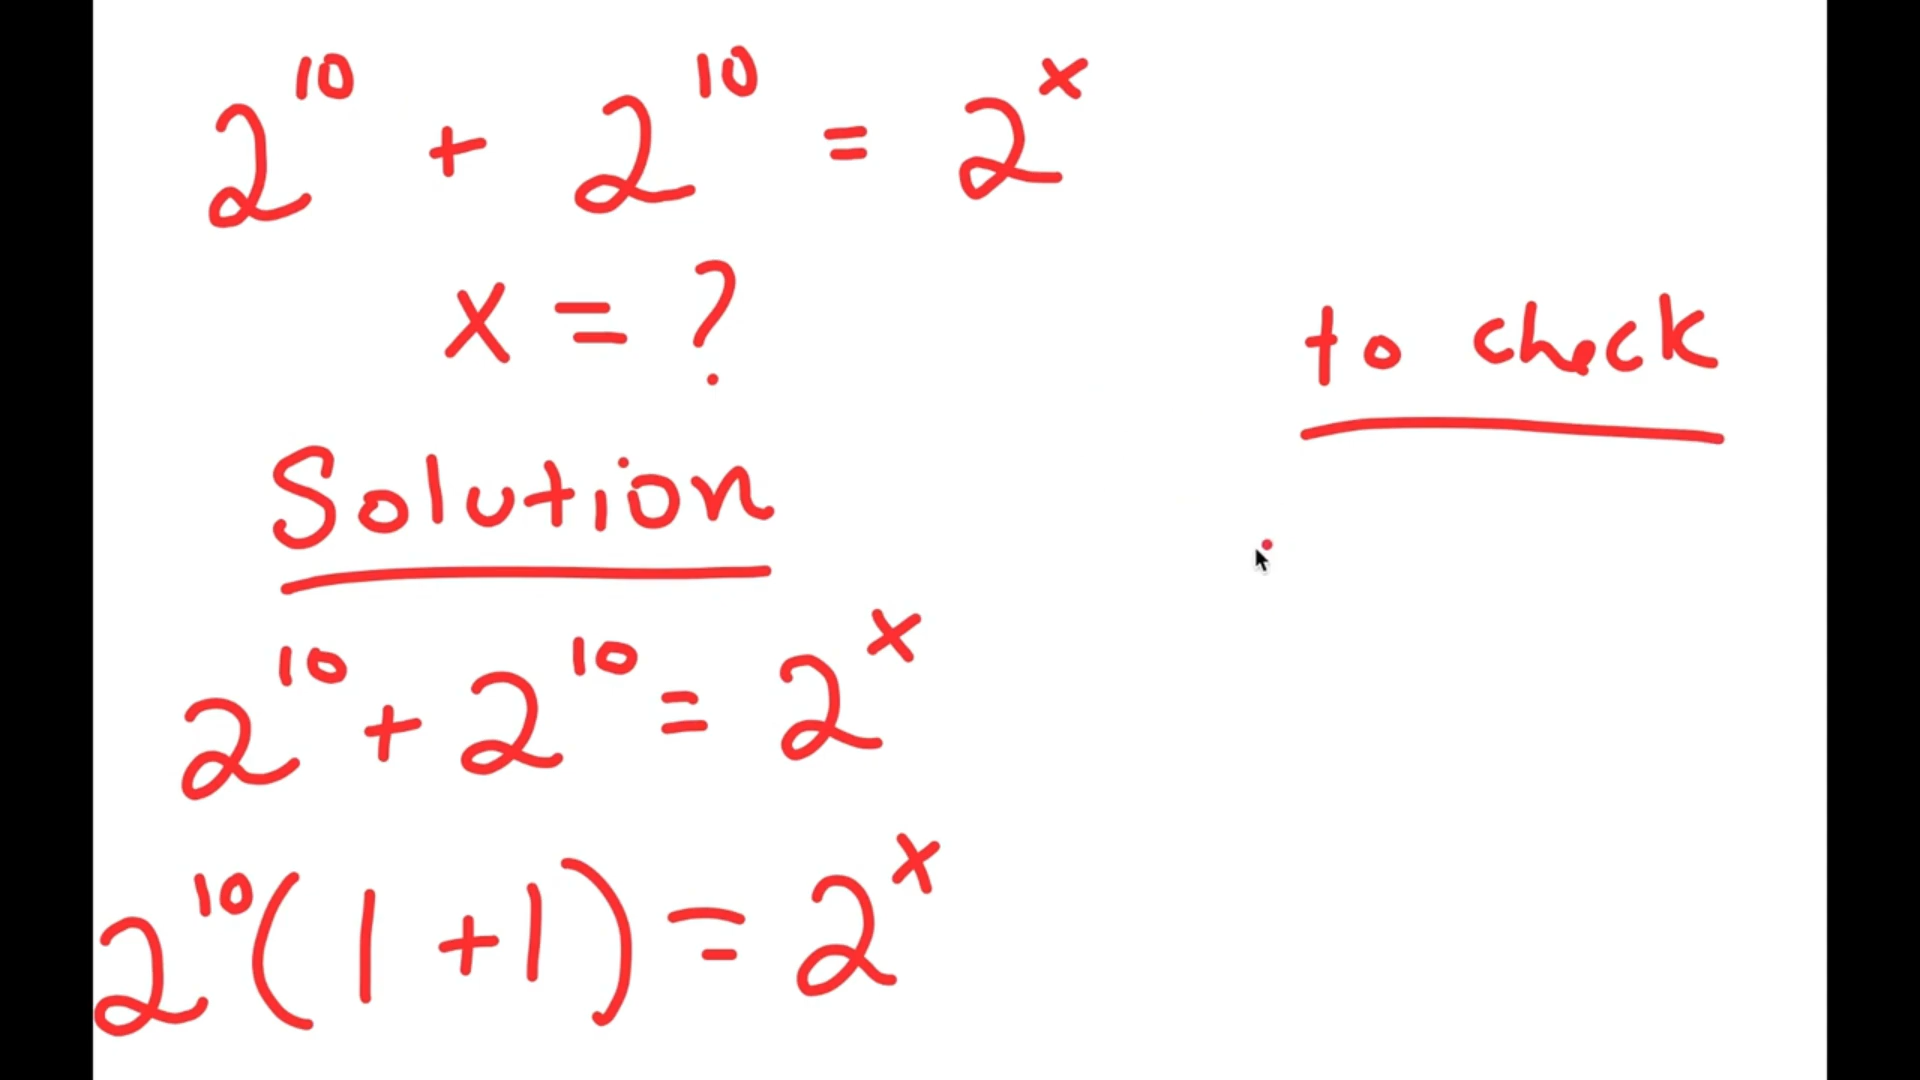 2^10 + 2^10 = 2^x
x = ?
Solution
2^10 + 2^10 = 2^x
2^10 (1 + 1) = 2^x
to check